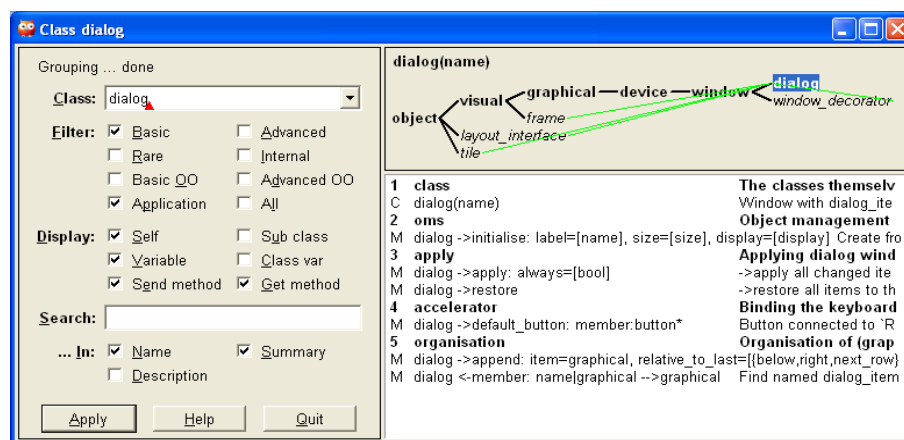 Class dialog
Grouping ... done
Class: dialog
Filter: Basic Advanced
Rare Internal
Basic OO Advanced OO
Application All
Display: Self Sub class
Variable Class var
Send method Get method
Search:
... In: Name Summary
Description
Apply Help Quit
dialog(name)
object visual graphical device window dialog
window_decorator
frame
layout_interface
tile
1 class The classes themselv
C dialog(name) Window with dialog_ite
2 oms Object management
M dialog ->initialise: label=[name], size=[size], display=[display] Create fro
3 apply Applying dialog wind
M dialog ->apply: always=[bool] ->apply all changed ite
M dialog ->restore ->restore all items to th
4 accelerator Binding the keyboard
M dialog ->default_button: member:button* Button connected to `R
5 organisation Organisation of (grap
M dialog ->append: item=graphical, relative_to_last=[{below,right,next_row}
M dialog <-member: name|graphical -->graphical Find named dialog_item